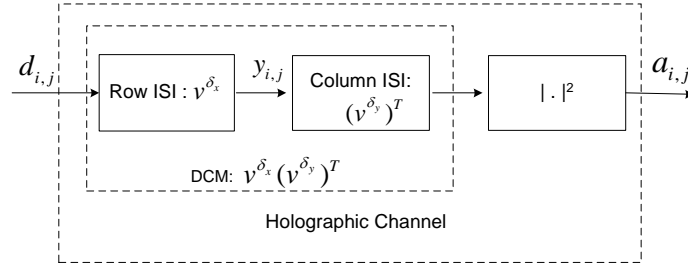 d_{i,j}
Row ISI : v^{δ_x}
y_{i,j}
Column ISI:
(v^{δ_y})^T
| . |²
a_{i,j}
DCM: v^{δ_x}(v^{δ_y})^T
Holographic Channel